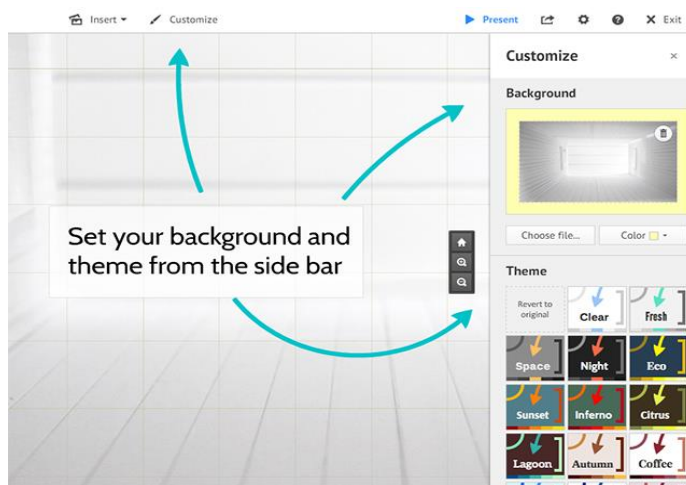 Insert
Customize
Present
Exit
Customize
Background
Set your background and
theme from the side bar
Choose file...
Color
Theme
Revert to
original
Clear
Fresh
Space
Night
Eco
Sunset
Inferno
Citrus
Lagoon
Autumn
Coffee